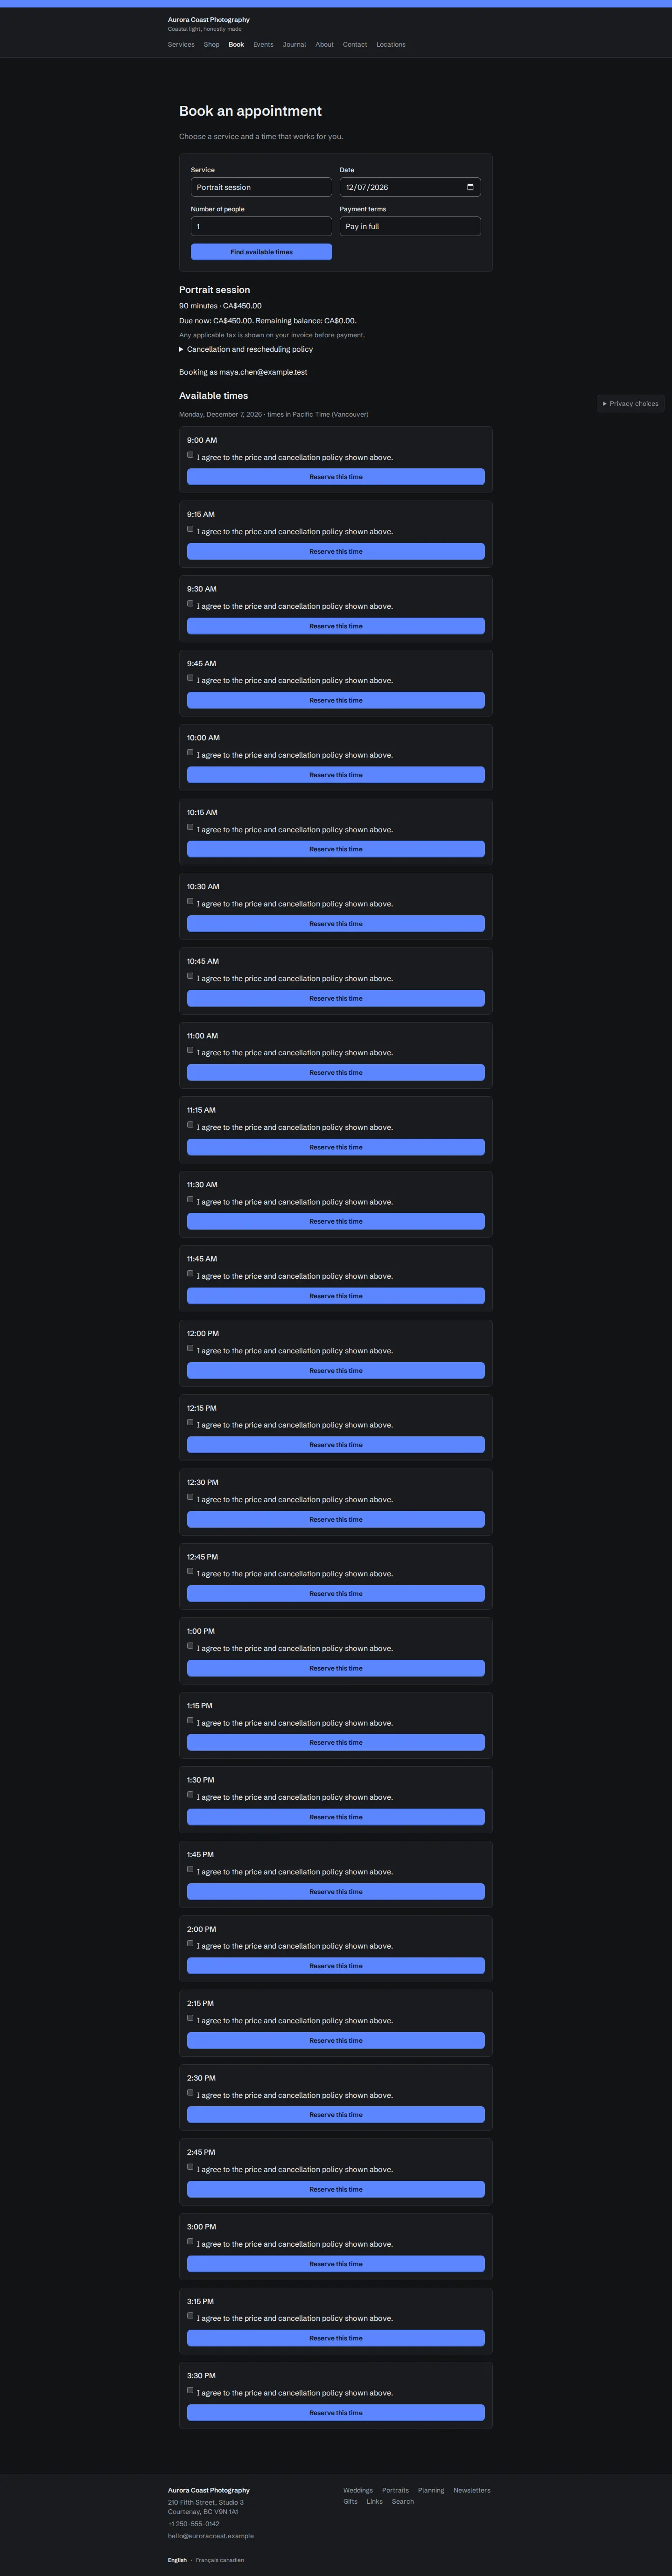 Aurora Coast Photography
Coastal light, honestly made
Services Shop Book Events Journal About Contact Locations
Book an appointment
Choose a service and a time that works for you.
Service Date
Portrait session 12/07/2026
Number of people Payment terms
1 Pay in full
Find available times
Portrait session
90 minutes · CA$450.00
Due now: CA$450.00. Remaining balance: CA$0.00.
Any applicable tax is shown on your invoice before payment.
Cancellation and rescheduling policy
Booking as maya.chen@example.test
Available times
Privacy choices
Monday, December 7, 2026 · times in Pacific Time (Vancouver)
9:00 AM
I agree to the price and cancellation policy shown above.
Reserve this time
9:15 AM
I agree to the price and cancellation policy shown above.
Reserve this time
9:30 AM
I agree to the price and cancellation policy shown above.
Reserve this time
9:45 AM
I agree to the price and cancellation policy shown above.
Reserve this time
10:00 AM
I agree to the price and cancellation policy shown above.
Reserve this time
10:15 AM
I agree to the price and cancellation policy shown above.
Reserve this time
10:30 AM
I agree to the price and cancellation policy shown above.
Reserve this time
10:45 AM
I agree to the price and cancellation policy shown above.
Reserve this time
11:00 AM
I agree to the price and cancellation policy shown above.
Reserve this time
11:15 AM
I agree to the price and cancellation policy shown above.
Reserve this time
11:30 AM
I agree to the price and cancellation policy shown above.
Reserve this time
11:45 AM
I agree to the price and cancellation policy shown above.
Reserve this time
12:00 PM
I agree to the price and cancellation policy shown above.
Reserve this time
12:15 PM
I agree to the price and cancellation policy shown above.
Reserve this time
12:30 PM
I agree to the price and cancellation policy shown above.
Reserve this time
12:45 PM
I agree to the price and cancellation policy shown above.
Reserve this time
1:00 PM
I agree to the price and cancellation policy shown above.
Reserve this time
1:15 PM
I agree to the price and cancellation policy shown above.
Reserve this time
1:30 PM
I agree to the price and cancellation policy shown above.
Reserve this time
1:45 PM
I agree to the price and cancellation policy shown above.
Reserve this time
2:00 PM
I agree to the price and cancellation policy shown above.
Reserve this time
2:15 PM
I agree to the price and cancellation policy shown above.
Reserve this time
2:30 PM
I agree to the price and cancellation policy shown above.
Reserve this time
2:45 PM
I agree to the price and cancellation policy shown above.
Reserve this time
3:00 PM
I agree to the price and cancellation policy shown above.
Reserve this time
3:15 PM
I agree to the price and cancellation policy shown above.
Reserve this time
3:30 PM
I agree to the price and cancellation policy shown above.
Reserve this time
Aurora Coast Photography
210 Fifth Street, Studio 3
Courtenay, BC V9N 1A1
+1 250-555-0142
hello@auroracoast.example
Weddings Portraits Planning Newsletters
Gifts Links Search
English · Français canadien